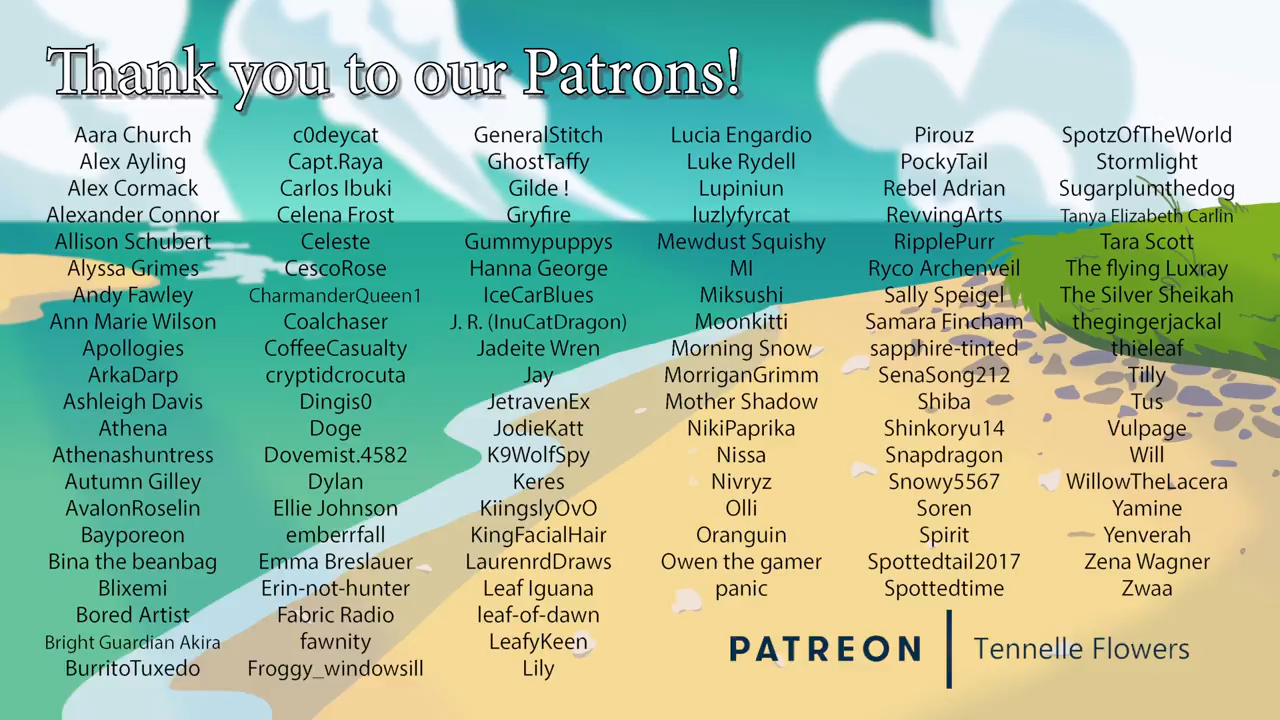 Thank you to our Patrons!
Aara Church
Alex Ayling
Alex Cormack
Alexander Connor
Allison Schubert
Alyssa Grimes
Andy Fawley
Ann Marie Wilson
Apollogies
ArkaDarp
Ashleigh Davis
Athena
Athenashuntress
Autumn Gilley
AvalonRoselin
Bayporeon
Bina the beanbag
Blixemi
Bored Artist
Bright Guardian Akira
BurritoTuxedo
c0deycat
Capt.Raya
Carlos Ibuki
Celena Frost
Celeste
CescoRose
CharmanderQueen1
Coalchaser
CoffeeCasualty
cryptidcrocuta
Dingis0
Doge
Dovemist.4582
Dylan
Ellie Johnson
emberrfall
Emma Breslauer
Erin-not-hunter
Fabric Radio
fawnity
Froggy_windowsill
GeneralStitch
GhostTaffy
Gilde !
Gryfire
Gummypuppys
Hanna George
IceCarBlues
J. R. (InuCatDragon)
Jadeite Wren
Jay
JetravenEx
JodieKatt
K9WolfSpy
Keres
KiingslyOvO
KingFacialHair
LaurenrdDraws
Leaf Iguana
leaf-of-dawn
LeafyKeen
Lily
Lucia Engardio
Luke Rydell
Lupiniun
luzlyfyrcat
Mewdust Squishy
MI
Miksushi
Moonkitti
Morning Snow
MorriganGrimm
Mother Shadow
NikiPaprika
Nissa
Nivryz
Olli
Oranguin
Owen the gamer
panic
Pirouz
PockyTail
Rebel Adrian
RevvingArts
RipplePurr
Ryco Archenveil
Sally Speigel
Samara Fincham
sapphire-tinted
SenaSong212
Shiba
Shinkoryu14
Snapdragon
Snowy5567
Soren
Spirit
Spottedtail2017
Spottedtime
SpotzOfTheWorld
Stormlight
Sugarplumthedog
Tanya Elizabeth Carlin
Tara Scott
The flying Luxray
The Silver Sheikah
thegingerjackal
thieleaf
Tilly
Tus
Vulpage
Will
WillowTheLacera
Yamine
Yenverah
Zena Wagner
Zwaa
PATREON | Tennelle Flowers